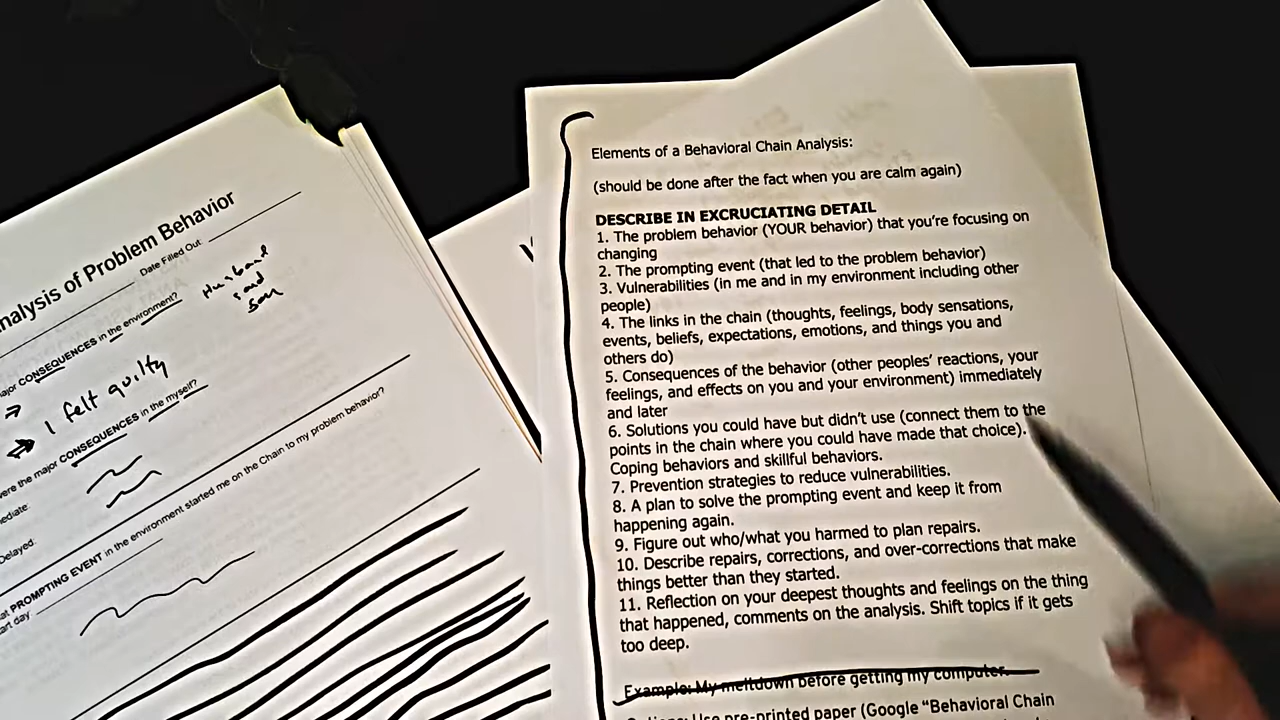 nalysis of Problem Behavior
Date Filled Out:
ajor CONSEQUENCES in the environment?
Husband
sad
son
I felt guilty
ere the major CONSEQUENCES in the myself?
ediate:
Delayed:
at PROMPTING EVENT in the environment started me on the Chain to my problem behavior?
art day
Elements of a Behavioral Chain Analysis:
(should be done after the fact when you are calm again)
DESCRIBE IN EXCRUCIATING DETAIL
1. The problem behavior (YOUR behavior) that you're focusing on
changing
2. The prompting event (that led to the problem behavior)
3. Vulnerabilities (in me and in my environment including other
people)
4. The links in the chain (thoughts, feelings, body sensations,
events, beliefs, expectations, emotions, and things you and
others do)
5. Consequences of the behavior (other peoples' reactions, your
feelings, and effects on you and your environment) immediately
and later
6. Solutions you could have but didn't use (connect them to the
points in the chain where you could have made that choice).
Coping behaviors and skillful behaviors.
7. Prevention strategies to reduce vulnerabilities.
8. A plan to solve the prompting event and keep it from
happening again.
9. Figure out who/what you harmed to plan repairs.
10. Describe repairs, corrections, and over-corrections that make
things better than they started.
11. Reflection on your deepest thoughts and feelings on the thing
that happened, comments on the analysis. Shift topics if it gets
too deep.
Example: My meltdown before getting my computer.
Options: Use pre-printed paper (Google "Behavioral Chain